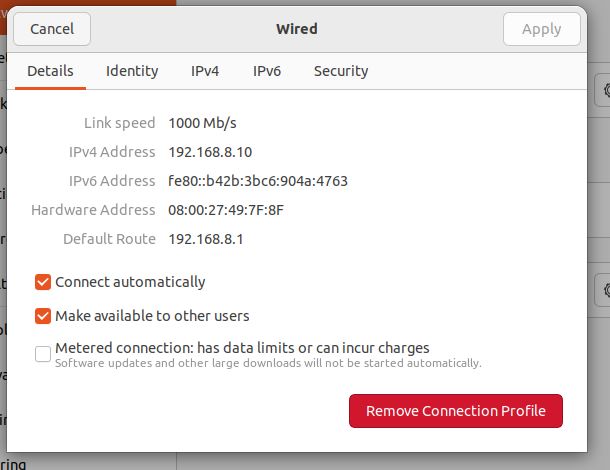 Cancel
Wired
Apply
Details
Identity
IPv4
IPv6
Security
Link speed 1000 Mb/s
IPv4 Address 192.168.8.10
IPv6 Address fe80::b42b:3bc6:904a:4763
Hardware Address 08:00:27:49:7F:8F
Default Route 192.168.8.1
Connect automatically
Make available to other users
Metered connection: has data limits or can incur charges
Software updates and other large downloads will not be started automatically.
Remove Connection Profile